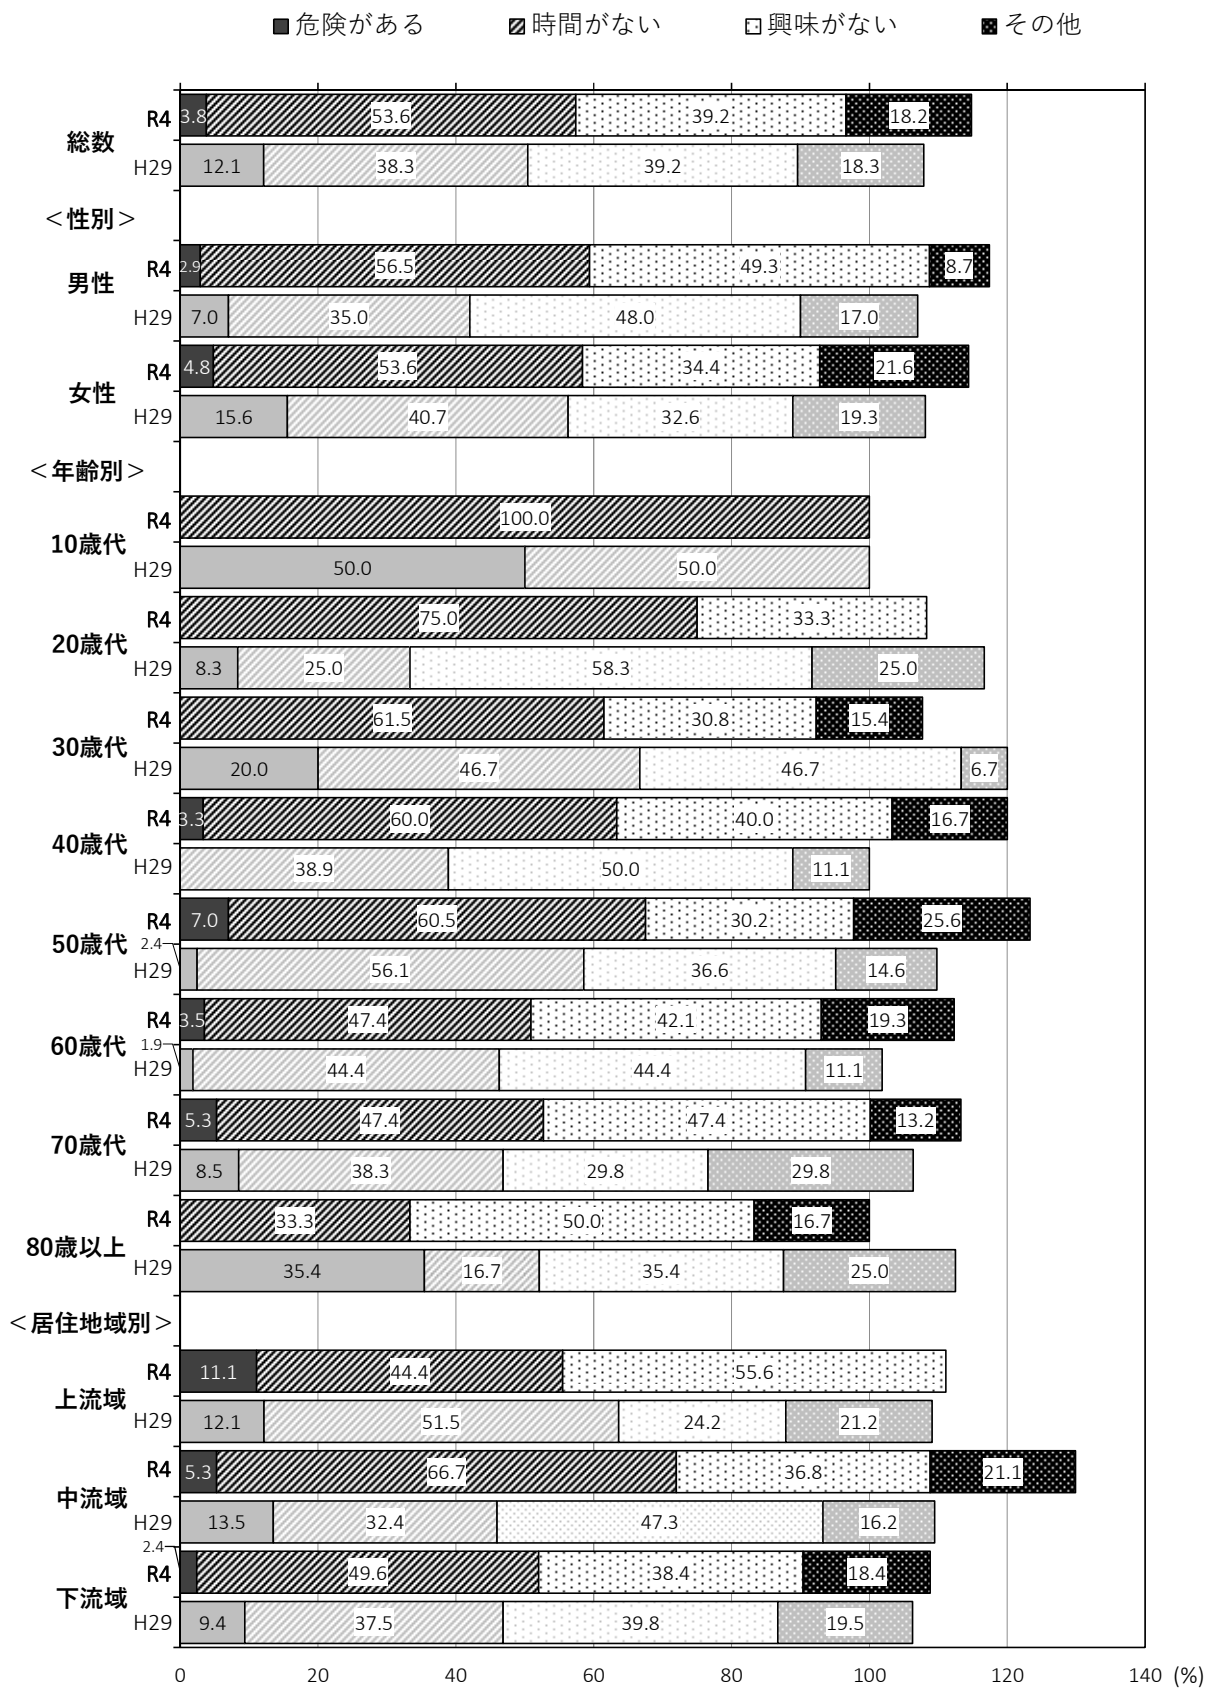 危険がある 時間がない 興味がない その他
総数
R4 3.8 53.6 39.2 18.2
H29 12.1 38.3 39.2 18.3
＜性別＞
男性
R4 2.9 56.5 49.3 8.7
H29 7.0 35.0 48.0 17.0
女性
R4 4.8 53.6 34.4 21.6
H29 15.6 40.7 32.6 19.3
＜年齢別＞
10歳代
R4 100.0
H29 50.0 50.0
20歳代
R4 75.0 33.3
H29 8.3 25.0 58.3 25.0
30歳代
R4 61.5 30.8 15.4
H29 20.0 46.7 46.7 6.7
40歳代
R4 3.3 60.0 40.0 16.7
H29 38.9 50.0 11.1
50歳代
R4 7.0 60.5 30.2 25.6
H29 2.4 56.1 36.6 14.6
60歳代
R4 3.5 47.4 42.1 19.3
H29 1.9 44.4 44.4 11.1
70歳代
R4 5.3 47.4 47.4 13.2
H29 8.5 38.3 29.8 29.8
80歳以上
R4 33.3 50.0 16.7
H29 35.4 16.7 35.4 25.0
＜居住地域別＞
上流域
R4 11.1 44.4 55.6
H29 12.1 51.5 24.2 21.2
中流域
R4 5.3 66.7 36.8 21.1
H29 13.5 32.4 47.3 16.2
下流域
R4 2.4 49.6 38.4 18.4
H29 9.4 37.5 39.8 19.5
0 20 40 60 80 100 120 140 (%)